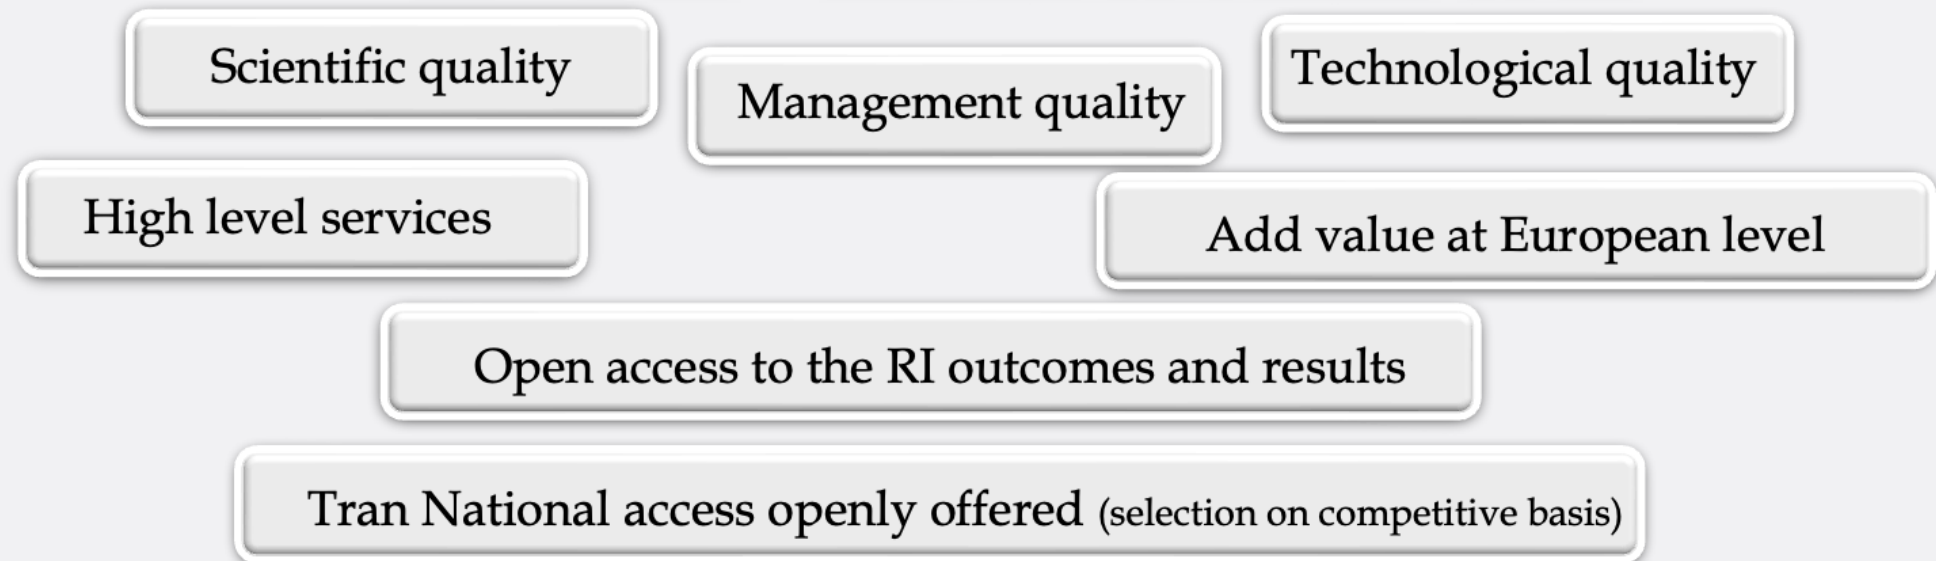 Scientific quality
Management quality
Technological quality
High level services
Add value at European level
Open access to the RI outcomes and results
Tran National access openly offered (selection on competitive basis)